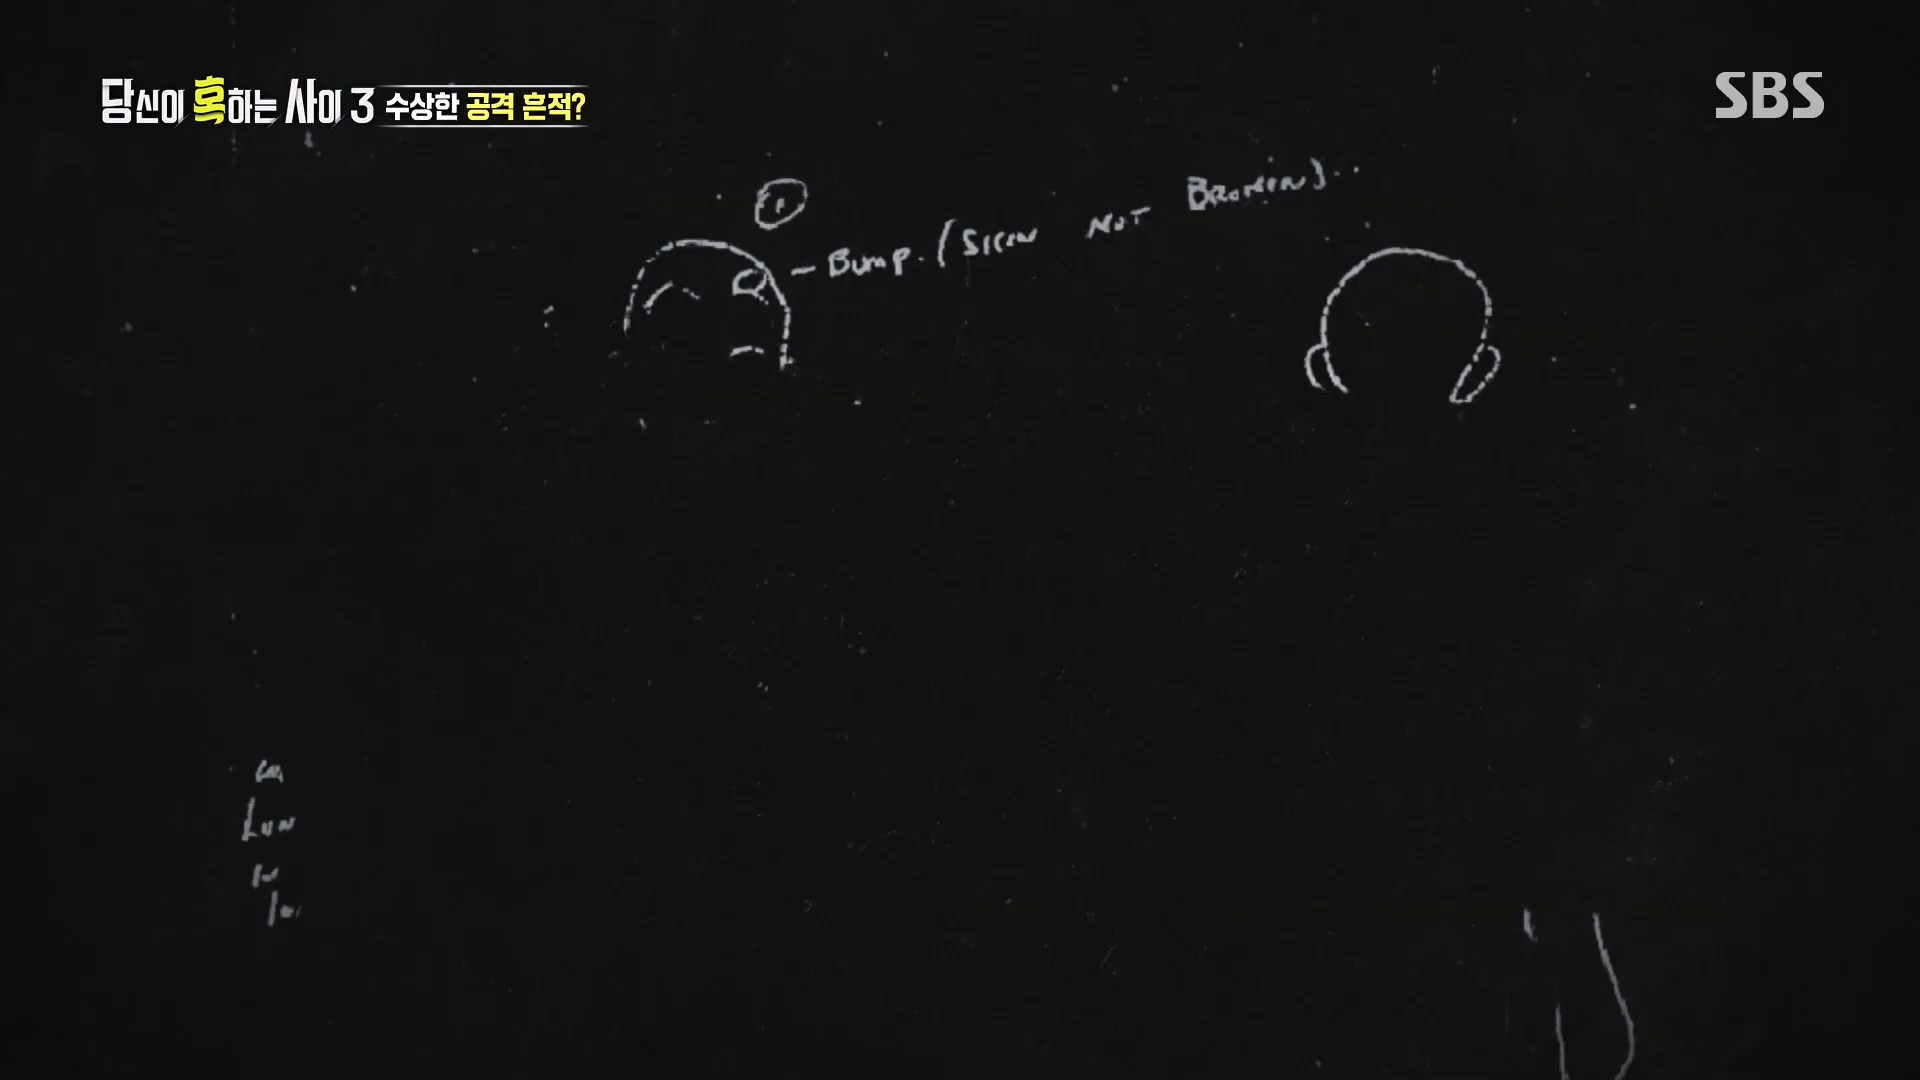 당신이 혹하는 사이 3 수상한 공격 흔적?
SBS
1
- Bump. (SKIN NOT BROKEN)..